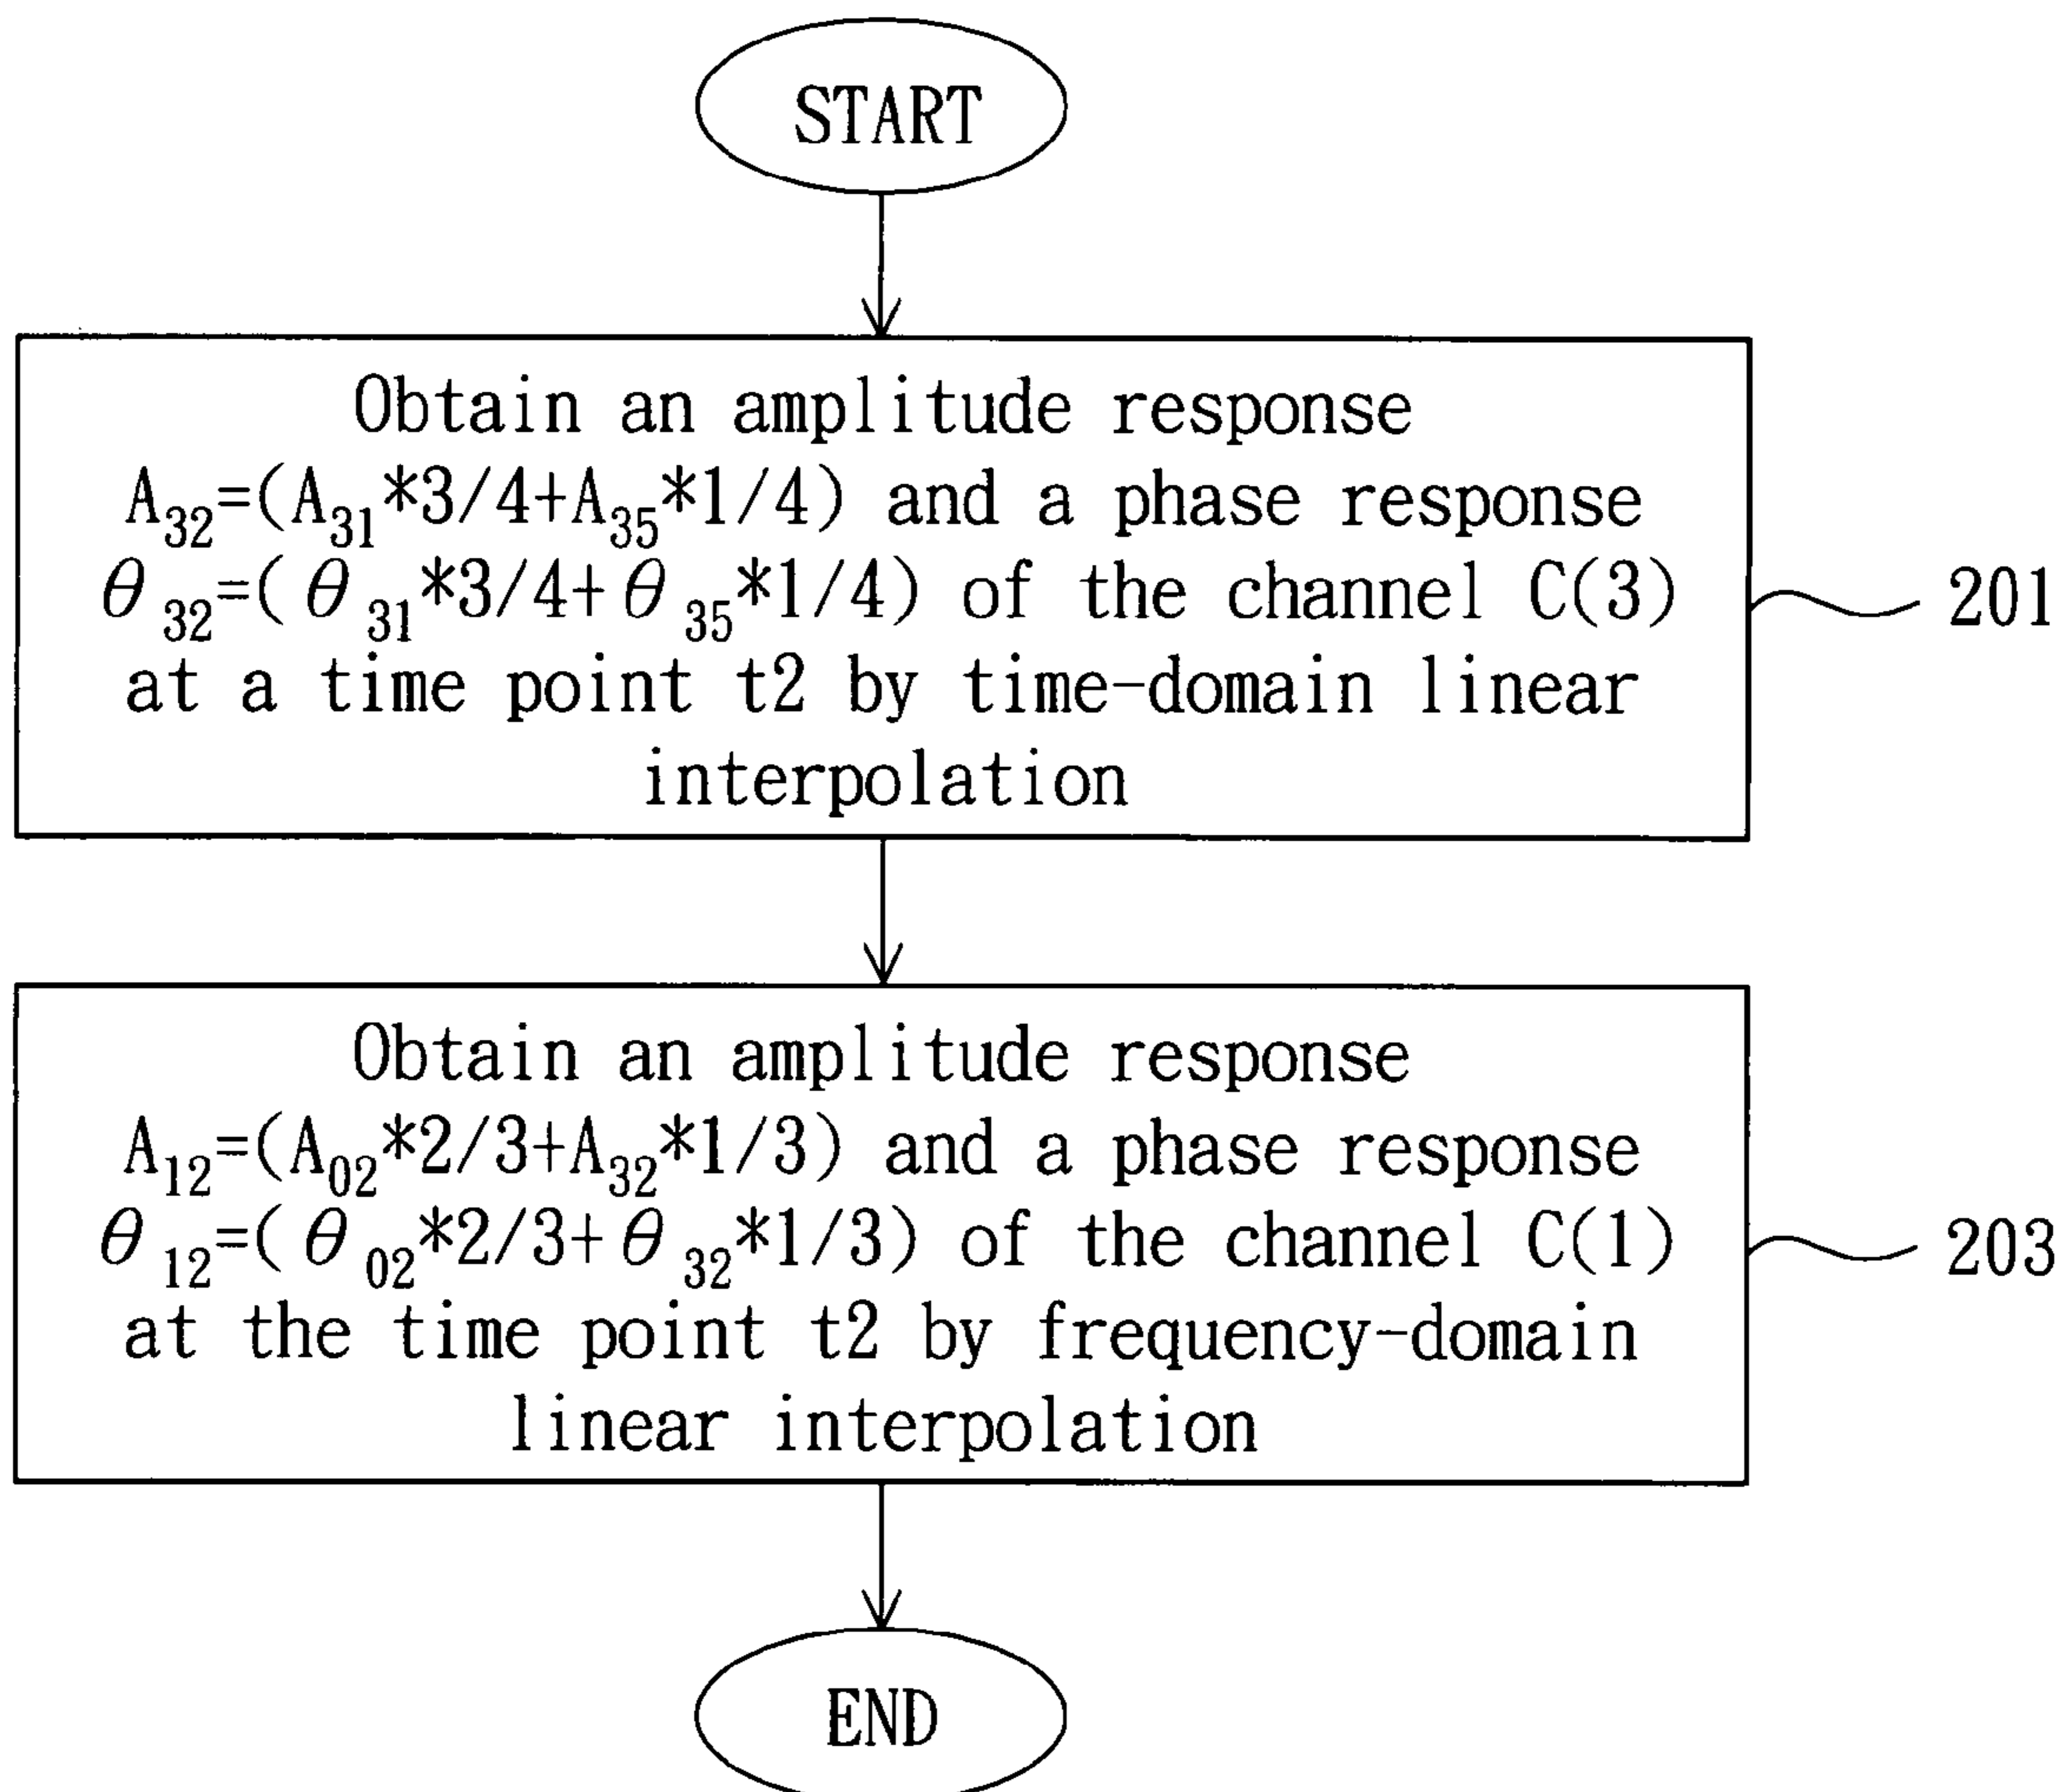 START
Obtain an amplitude response
A₃₂=(A₃₁*3/4+A₃₅*1/4) and a phase response
θ₃₂=(θ₃₁*3/4+θ₃₅*1/4) of the channel C(3)
at a time point t2 by time-domain linear
interpolation
201
Obtain an amplitude response
A₁₂=(A₀₂*2/3+A₃₂*1/3) and a phase response
θ₁₂=(θ₀₂*2/3+θ₃₂*1/3) of the channel C(1)
at the time point t2 by frequency-domain
linear interpolation
203
END